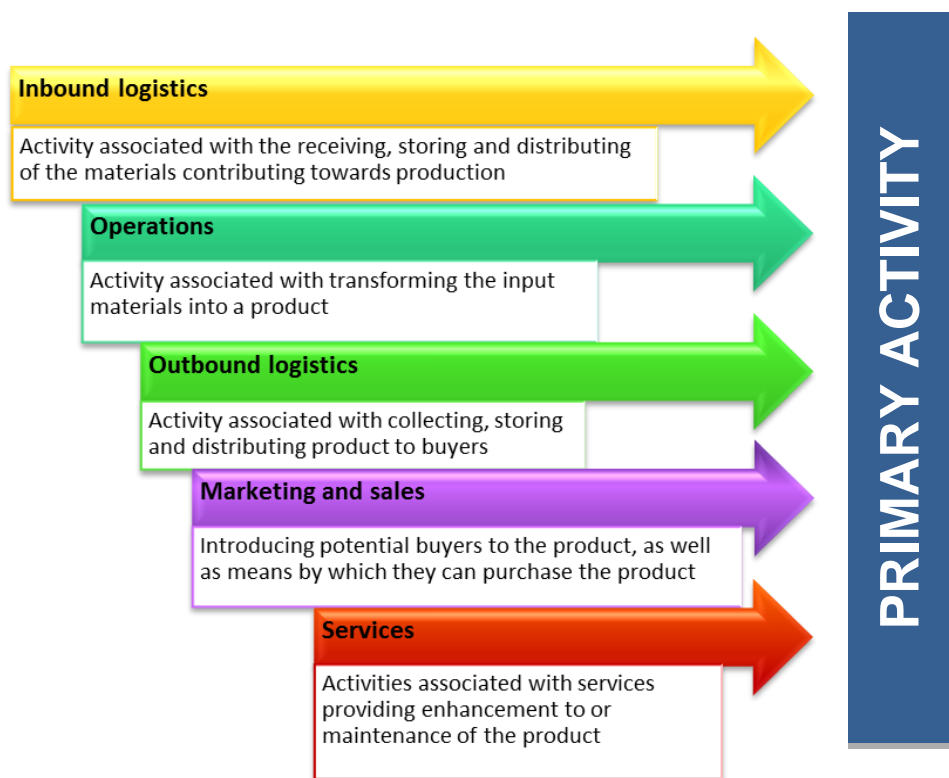 Inbound logistics
Activity associated with the receiving, storing and distributing
of the materials contributing towards production
Operations
Activity associated with transforming the input
materials into a product
Outbound logistics
Activity associated with collecting, storing
and distributing product to buyers
Marketing and sales
Introducing potential buyers to the product, as well
as means by which they can purchase the product
Services
Activities associated with services
providing enhancement to or
maintenance of the product
PRIMARY ACTIVITY